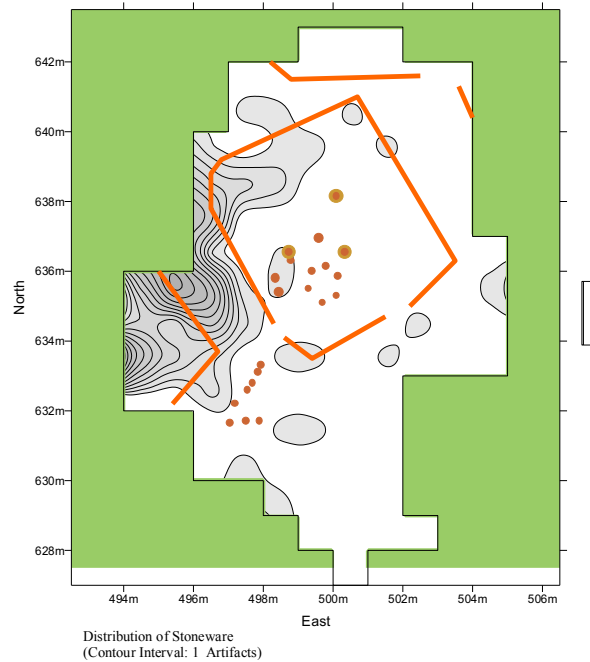 642m
640m
638m
636m
634m
632m
630m
628m
North
494m 496m 498m 500m 502m 504m 506m
East
Distribution of Stoneware
(Contour Interval: 1 Artifacts)